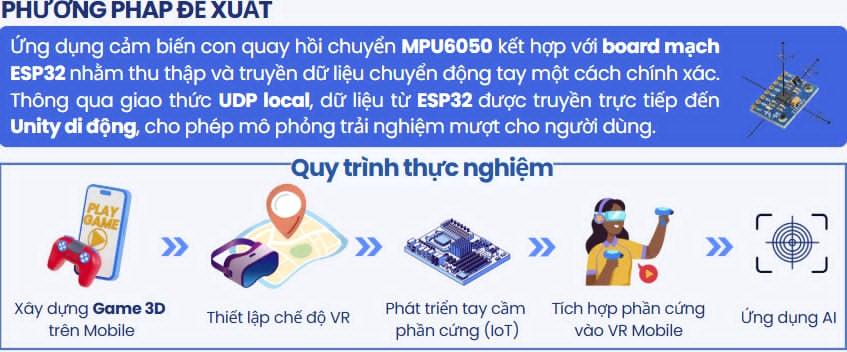 PHƯƠNG PHÁP ĐỀ XUẤT
Ứng dụng cảm biến con quay hồi chuyển MPU6050 kết hợp với board mạch
ESP32 nhằm thu thập và truyền dữ liệu chuyển động tay một cách chính xác.
Thông qua giao thức UDP local, dữ liệu từ ESP32 được truyền trực tiếp đến
Unity di động, cho phép mô phỏng trải nghiệm mượt cho người dùng.
Quy trình thực nghiệm
PLAY
GAME
Xây dựng Game 3D
trên Mobile
Thiết lập chế độ VR
Phát triển tay cầm
phần cứng (IoT)
Tích hợp phần cứng
vào VR Mobile
Ứng dụng AI